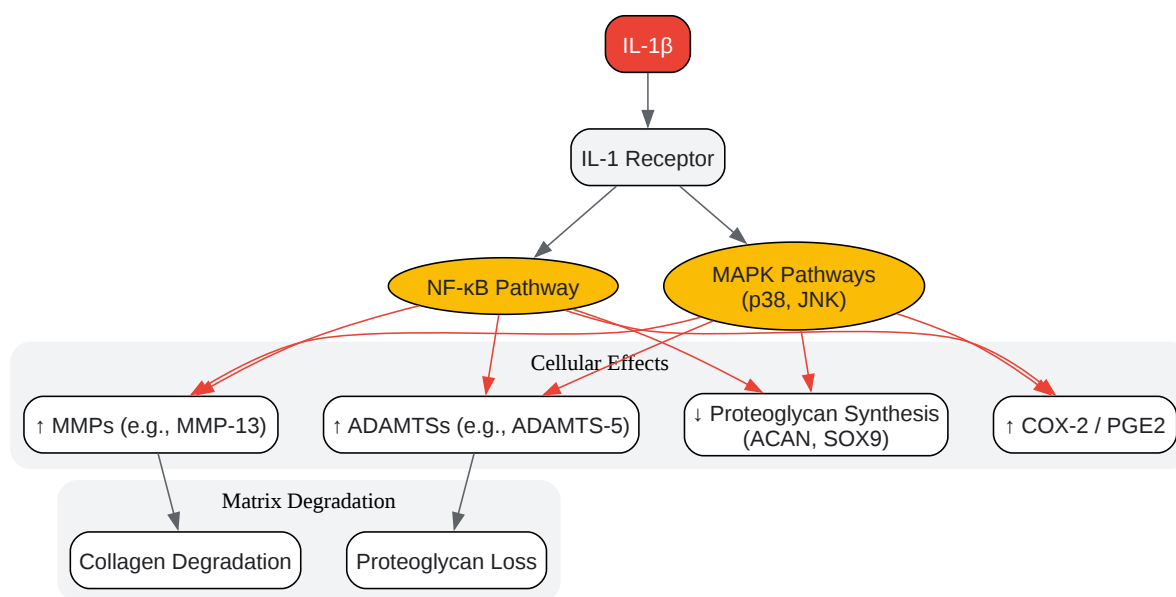 IL-1β
IL-1 Receptor
NF-κB Pathway
MAPK Pathways
(p38, JNK)
Cellular Effects
↑ MMPs (e.g., MMP-13)
↑ ADAMTSs (e.g., ADAMTS-5)
↓ Proteoglycan Synthesis
(ACAN, SOX9)
↑ COX-2 / PGE2
Matrix Degradation
Collagen Degradation
Proteoglycan Loss